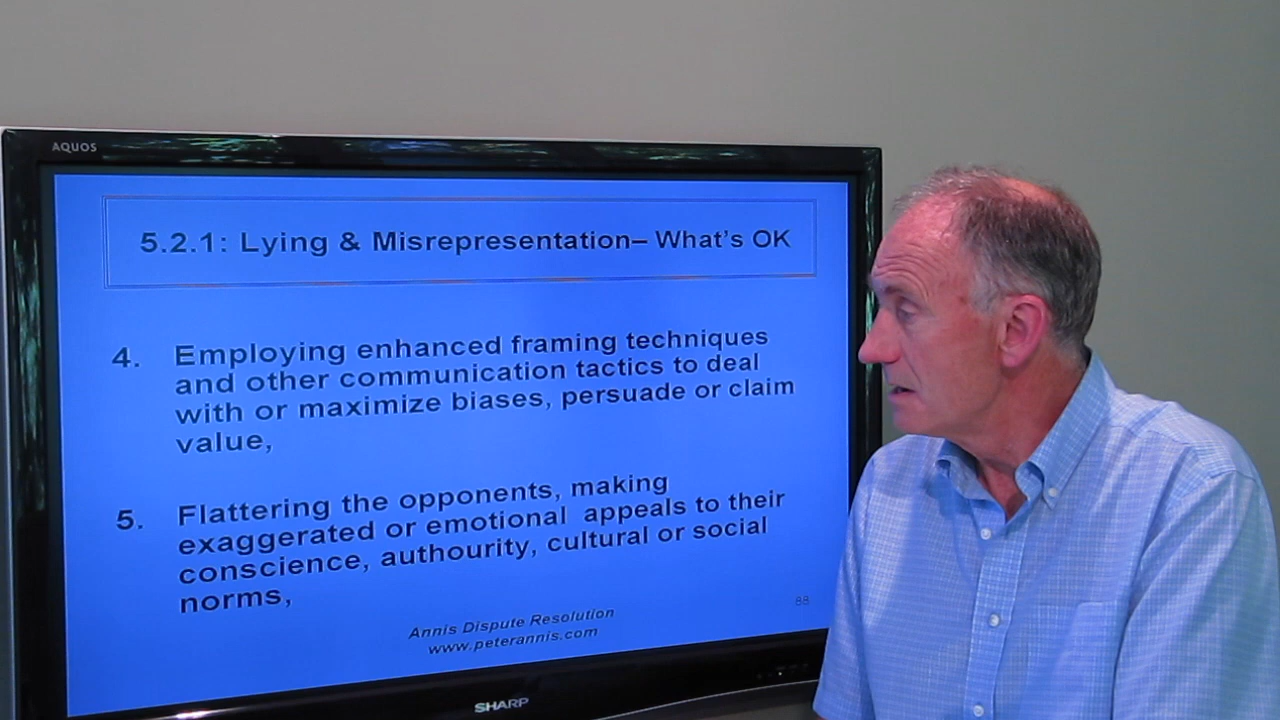 AQUOS
5.2.1: Lying & Misrepresentation– What's OK
4. Employing enhanced framing techniques
and other communication tactics to deal
with or maximize biases, persuade or claim
value,
5. Flattering the opponents, making
exaggerated or emotional appeals to their
conscience, authourity, cultural or social
norms,
88
Annis Dispute Resolution
www.peterannis.com
SHARP